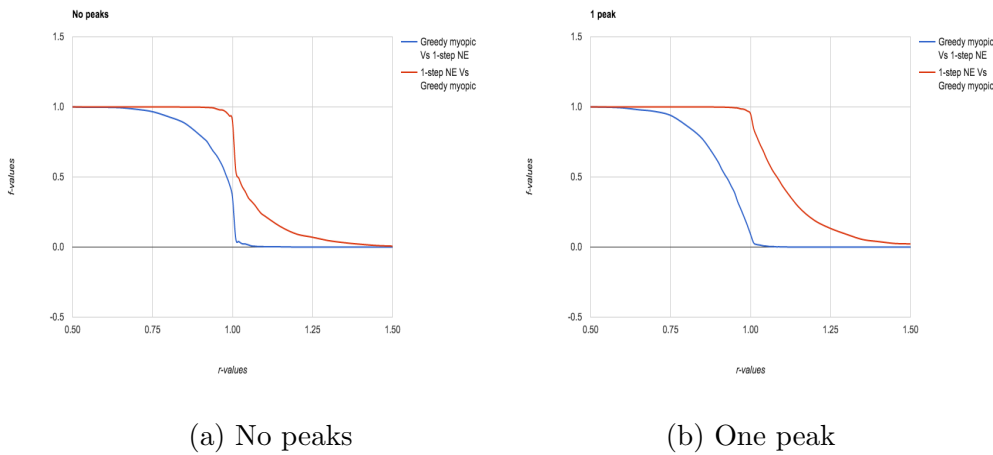 No peaks
1.5
1.0
0.5
0.0
-0.5
0.50
0.75
1.00
1.25
1.50
f-values
r-values
Greedy myopic
Vs 1-step NE
1-step NE Vs
Greedy myopic
(a) No peaks
1 peak
1.5
1.0
0.5
0.0
-0.5
0.50
0.75
1.00
1.25
1.50
f-values
r-values
Greedy myopic
Vs 1-step NE
1-step NE Vs
Greedy myopic
(b) One peak